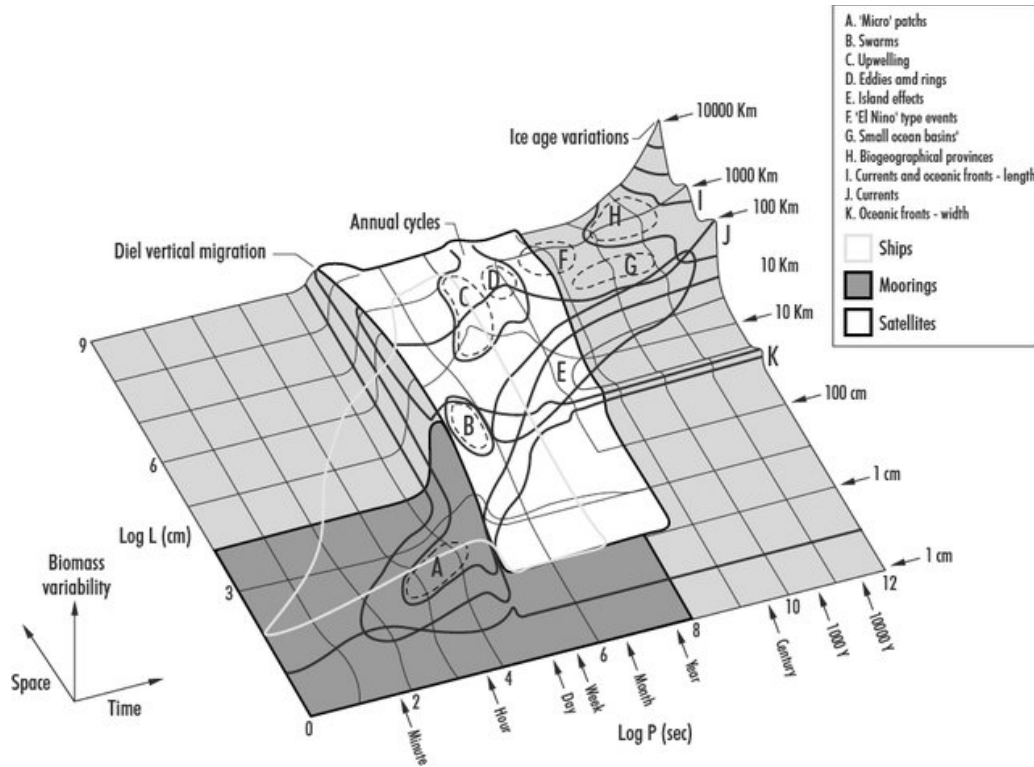 A. 'Micro' patchs
B. Swarms
C. Upwelling
D. Eddies amd rings
E. Island effects
F. 'El Nino' type events
G. Small ocean basins'
H. Biogeographical provinces
I. Currents and oceanic fronts - length
J. Currents
K. Oceanic fronts - width
Ships
Moorings
Satellites
10000 Km
Ice age variations
1000 Km
I
H
100 Km
Annual cycles
J
Diel vertical migration
F
G
10 Km
D
C
10 Km
9
E
K
100 cm
B
6
1 cm
Log L (cm)
A
1 cm
Biomass
variability
3
12
10
8
Space
Time
6
4
2
0
Minute
Hour
Day
Week
Month
Year
Century
1000 Y
10000 Y
Log P (sec)